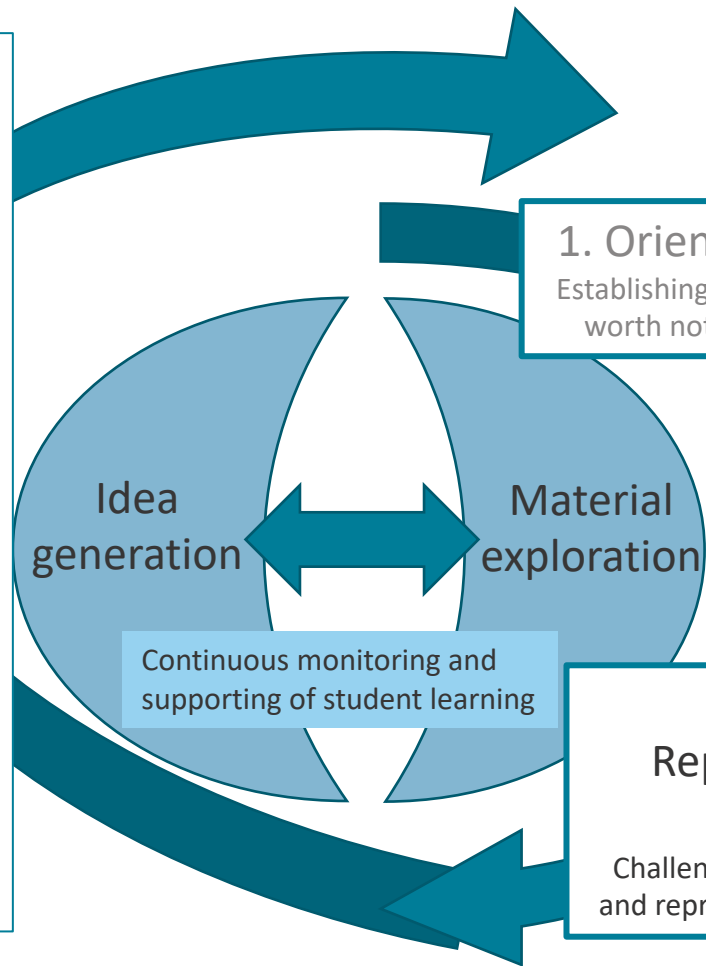 1. Orien
Establishing
worth not
Idea
generation
Material
exploration
Continuous monitoring and
supporting of student learning
Rep
Challen
and repr